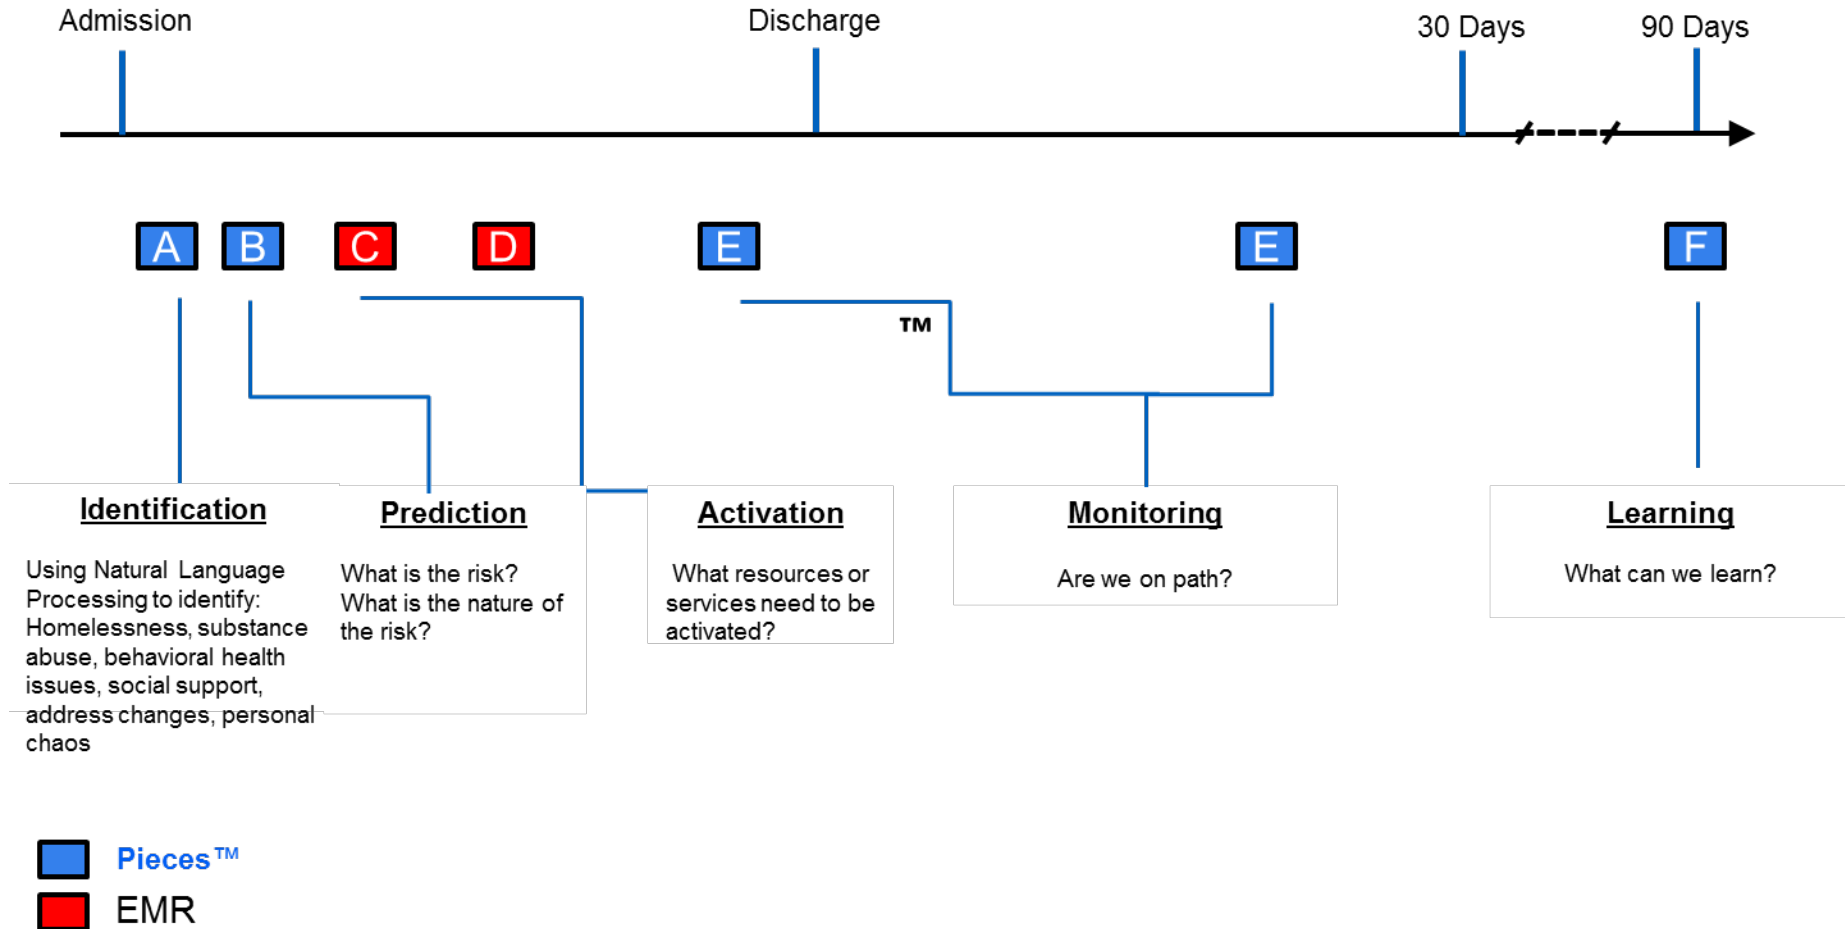 Admission
Discharge
30 Days
90 Days
A
B
C
D
E
E
F
™
Identification
Using Natural Language
Processing to identify:
Homelessness, substance
abuse, behavioral health
issues, social support,
address changes, personal
chaos
Prediction
What is the risk?
What is the nature of
the risk?
Activation
What resources or
services need to be
activated?
Monitoring
Are we on path?
Learning
What can we learn?
Pieces™
EMR